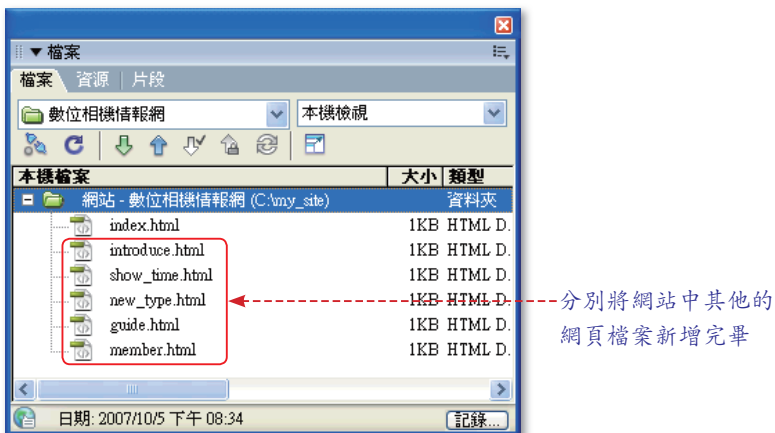 檔案
檔案 資源 片段
數位相機情報網 本機檢視
本機檔案 大小 類型
網站 - 數位相機情報網 (C:\my_site) 資料夾
index.html 1KB HTML D.
introduce.html 1KB HTML D.
show_time.html 1KB HTML D.
new_type.html 1KB HTML D.
guide.html 1KB HTML D.
member.html 1KB HTML D.
分別將網站中其他的
網頁檔案新增完畢
日期: 2007/10/5 下午 08:34 記錄...